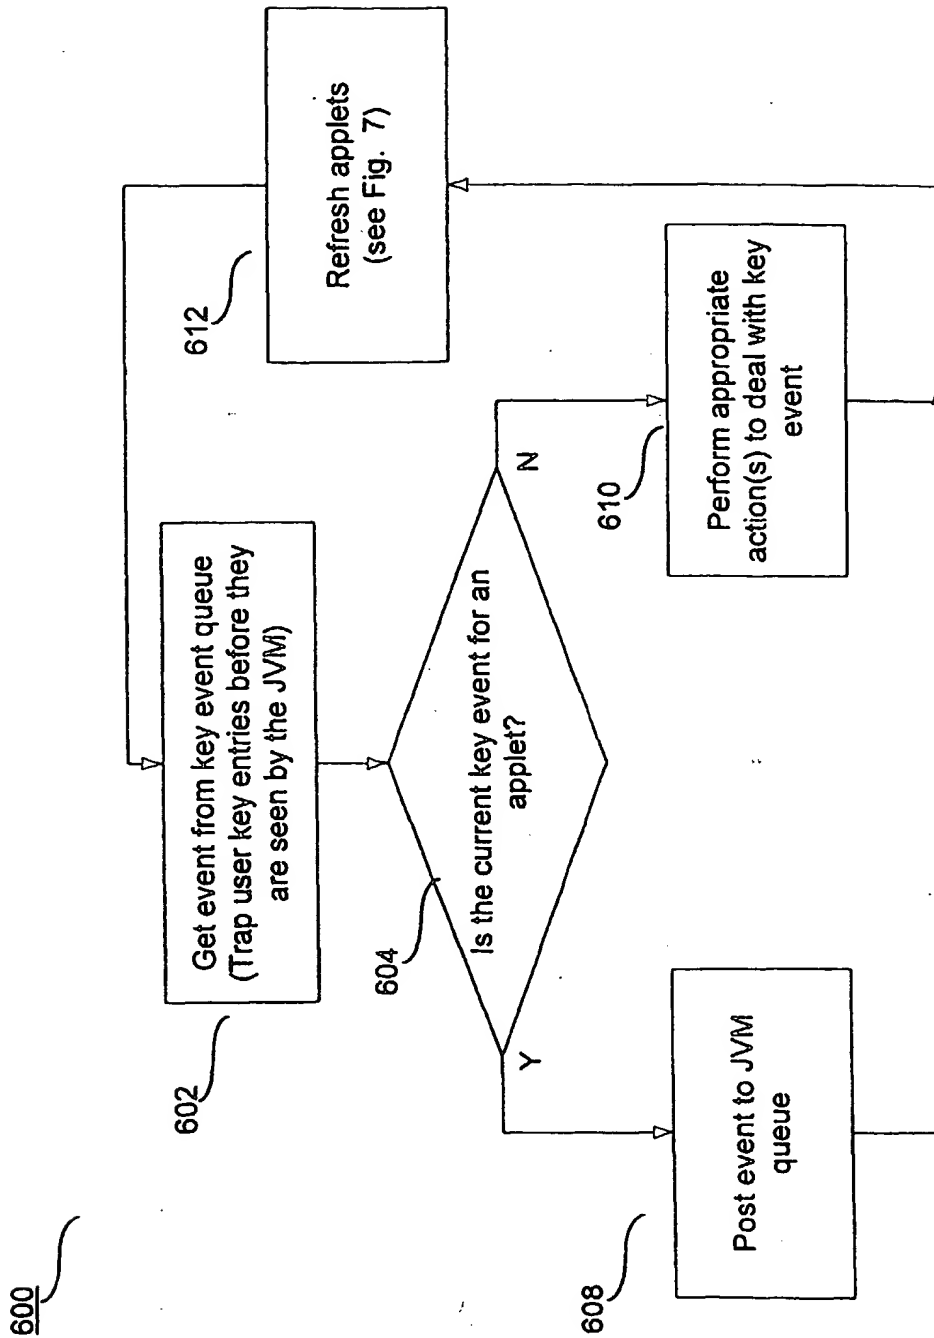 600
602
Get event from key event queue
(Trap user key entries before they
are seen by the JVM)
612
Refresh applets
(see Fig. 7)
604
Is the current key event for an
applet?
Y
N
608
Post event to JVM
queue
610
Perform appropriate
action(s) to deal with key
event